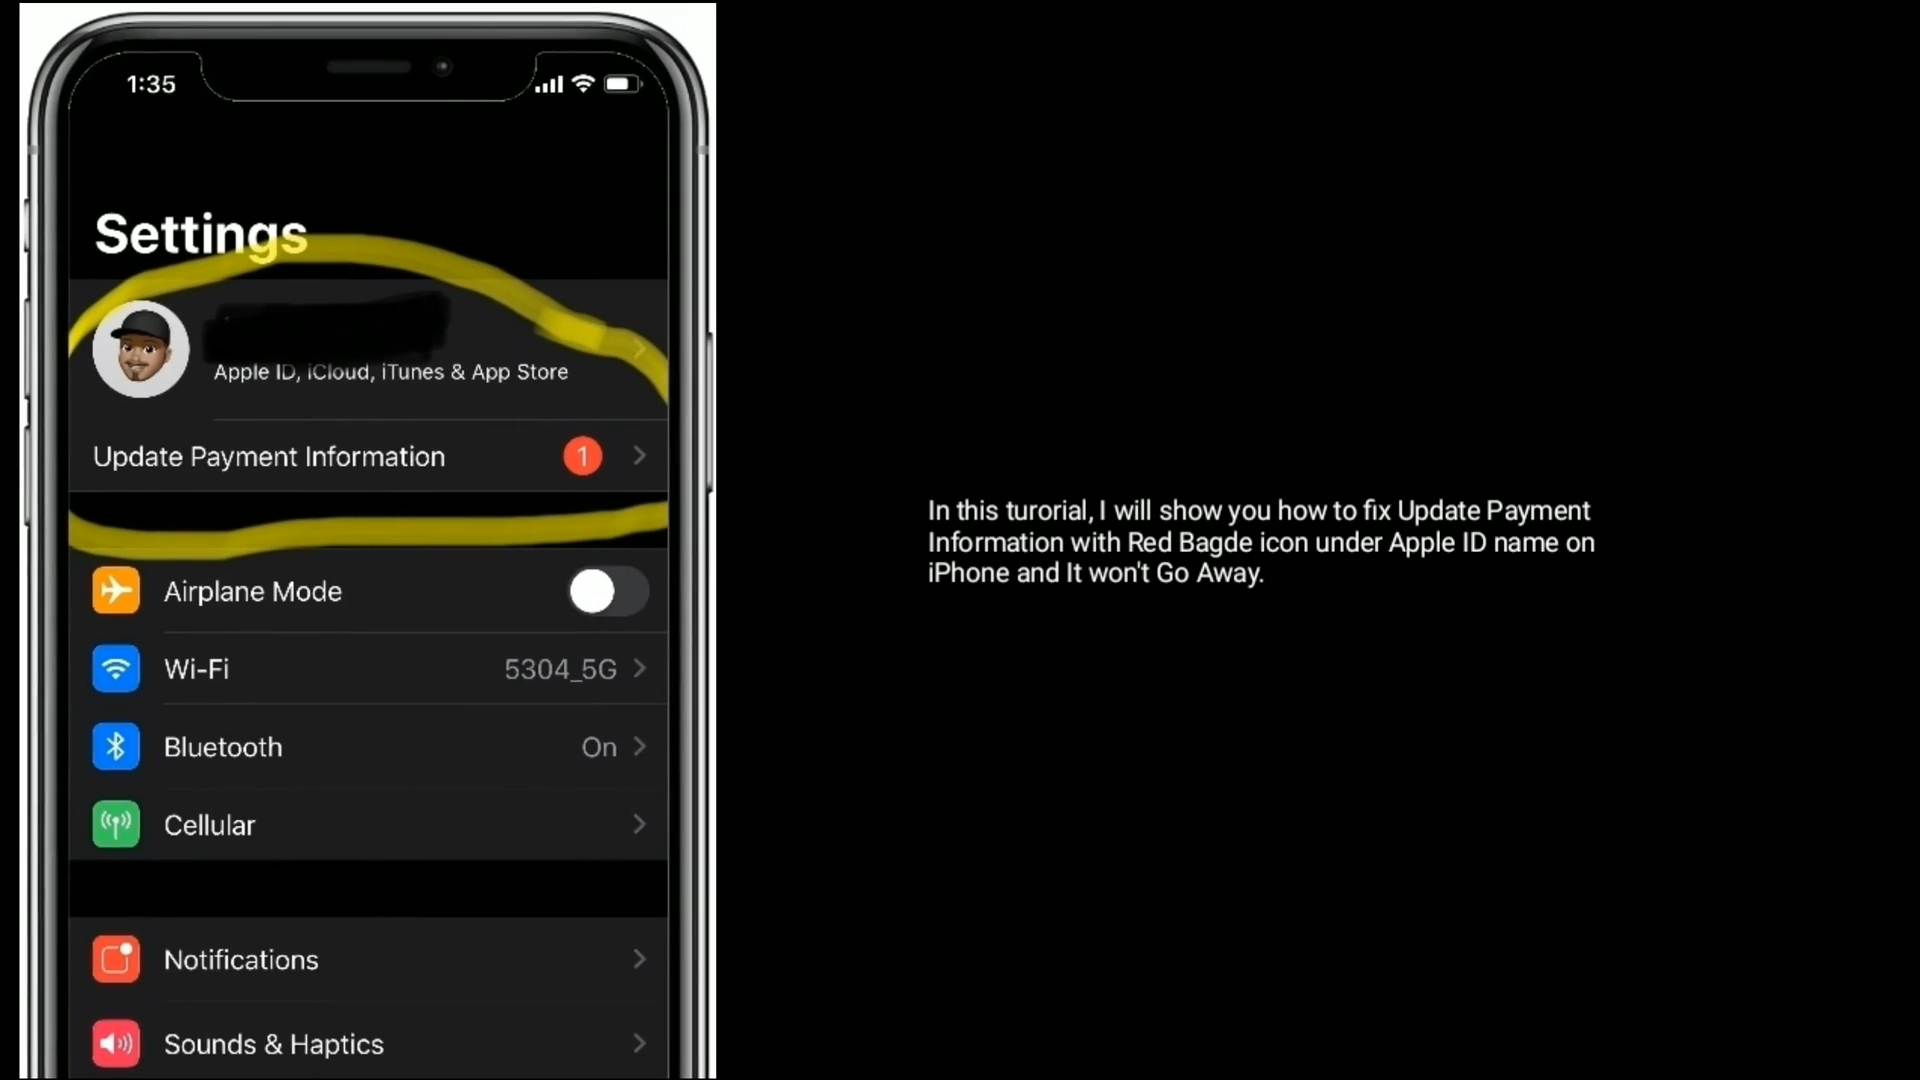 1:35
Settings
Apple ID, iCloud, iTunes & App Store
Update Payment Information 1
Airplane Mode
Wi-Fi 5304_5G
Bluetooth On
Cellular
Notifications
Sounds & Haptics
In this turorial, I will show you how to fix Update Payment
Information with Red Bagde icon under Apple ID name on
iPhone and It won't Go Away.